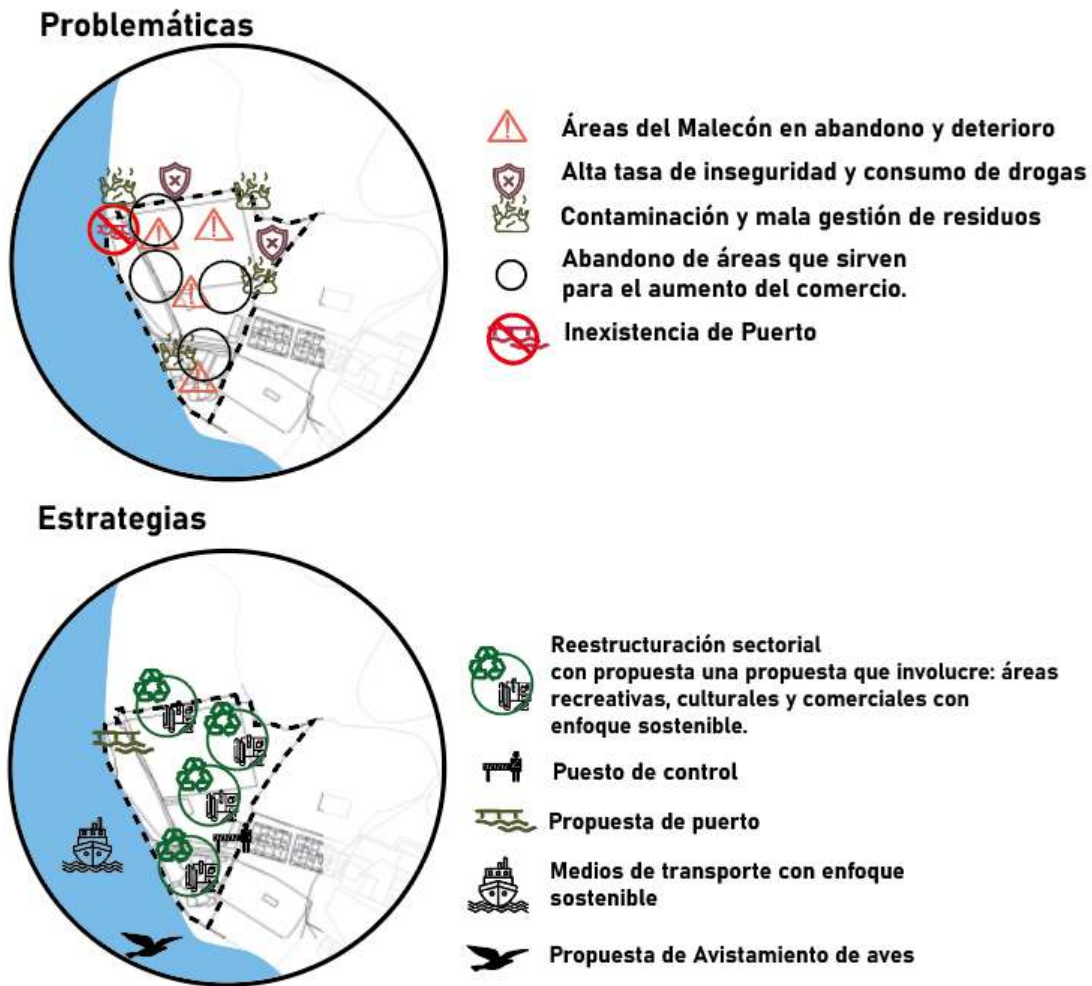 Problemáticas
Áreas del Malecón en abandono y deterioro
Alta tasa de inseguridad y consumo de drogas
Contaminación y mala gestión de residuos
Abandono de áreas que sirven
para el aumento del comercio.
Inexistencia de Puerto
Estrategias
Reestructuración sectorial
con propuesta una propuesta que involucre: áreas
recreativas, culturales y comerciales con
enfoque sostenible.
Puesto de control
Propuesta de puerto
Medios de transporte con enfoque
sostenible
Propuesta de Avistamiento de aves